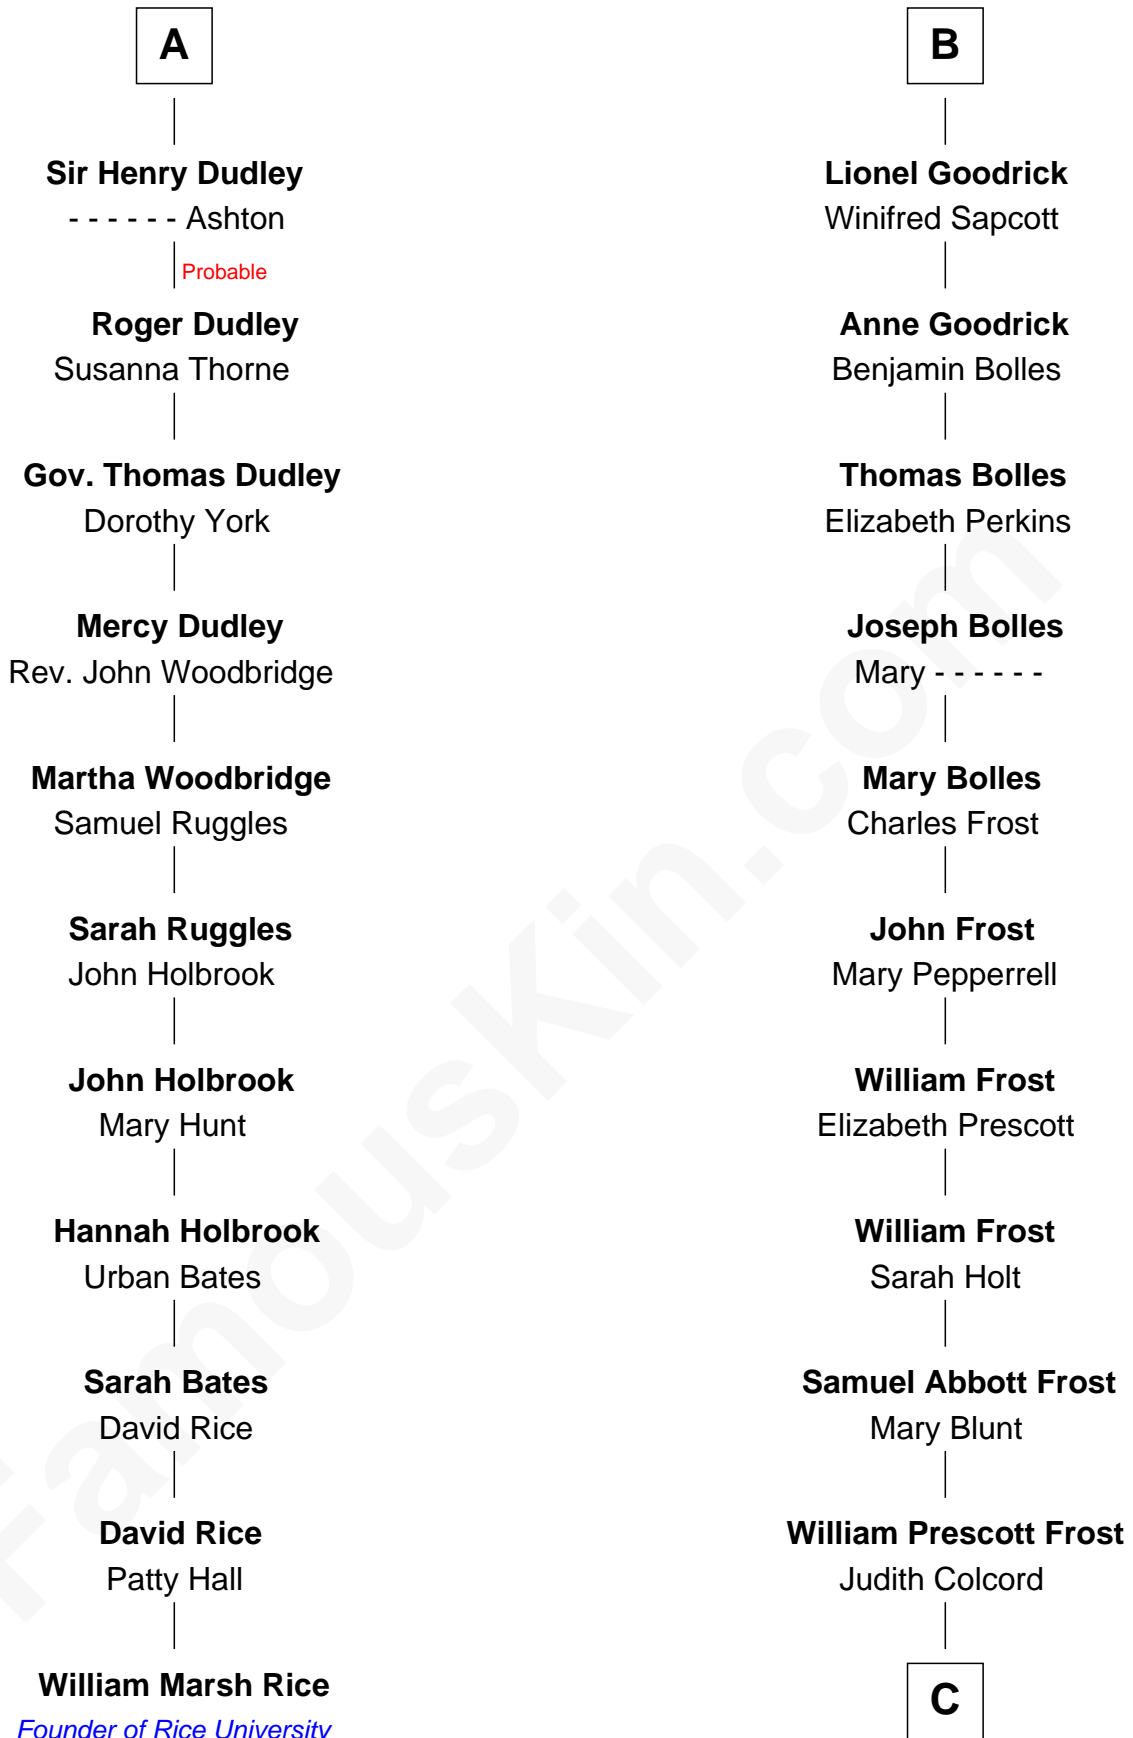 A
Sir Henry Dudley
- - - - - - Ashton
Probable
Roger Dudley
Susanna Thorne
Gov. Thomas Dudley
Dorothy York
Mercy Dudley
Rev. John Woodbridge
Martha Woodbridge
Samuel Ruggles
Sarah Ruggles
John Holbrook
John Holbrook
Mary Hunt
Hannah Holbrook
Urban Bates
Sarah Bates
David Rice
David Rice
Patty Hall
William Marsh Rice
Founder of Rice University
B
Lionel Goodrick
Winifred Sapcott
Anne Goodrick
Benjamin Bolles
Thomas Bolles
Elizabeth Perkins
Joseph Bolles
Mary - - - - - -
Mary Bolles
Charles Frost
John Frost
Mary Pepperrell
William Frost
Elizabeth Prescott
William Frost
Sarah Holt
Samuel Abbott Frost
Mary Blunt
William Prescott Frost
Judith Colcord
C
FamousKin.com